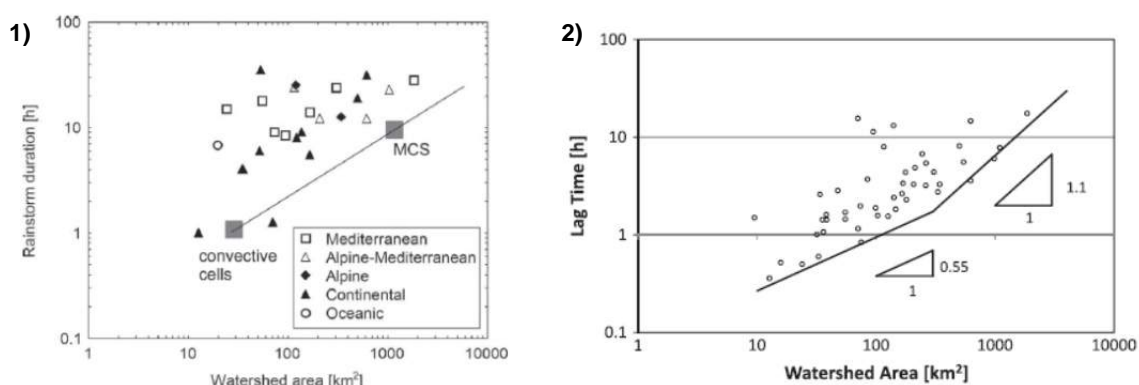 1)
100
10
1
0.1
Rainstorm duration [h]
MCS
convective
cells
Mediterranean
Alpine-Mediterranean
Alpine
Continental
Oceanic
1 10 100 1000 10000
Watershed area [km²]
2)
100
10
1
0.1
Lag Time [h]
1.1
1
0.55
1
1 10 100 1000 10000
Watershed Area [km²]